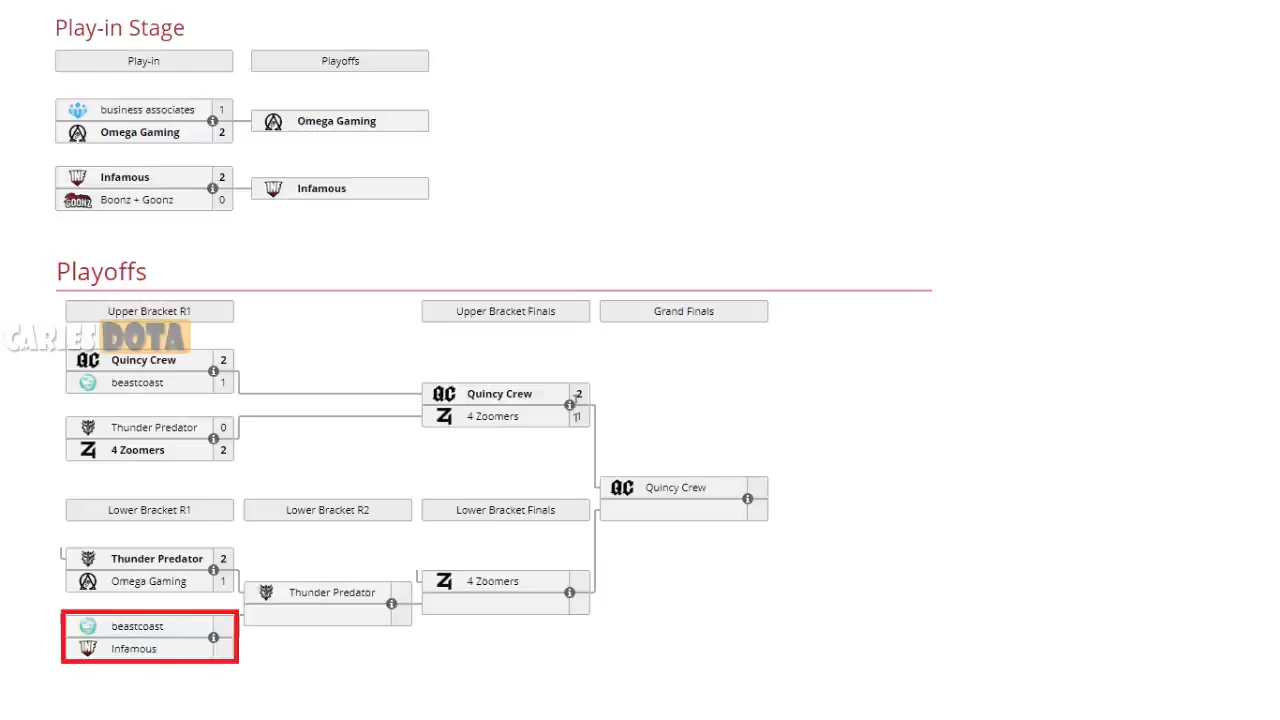 Play-in Stage
Play-in
Playoffs
business associates 1
Omega Gaming 2
Omega Gaming
Infamous 2
Boonz + Goonz 0
Infamous
Playoffs
Upper Bracket R1
Upper Bracket Finals
Grand Finals
CARIES DOTA
Quincy Crew 2
beastcoast 1
Thunder Predator 0
4 Zoomers 2
Quincy Crew 2
4 Zoomers 1
Quincy Crew
Lower Bracket R1
Lower Bracket R2
Lower Bracket Finals
Thunder Predator 2
Omega Gaming 1
beastcoast
Infamous
Thunder Predator
4 Zoomers